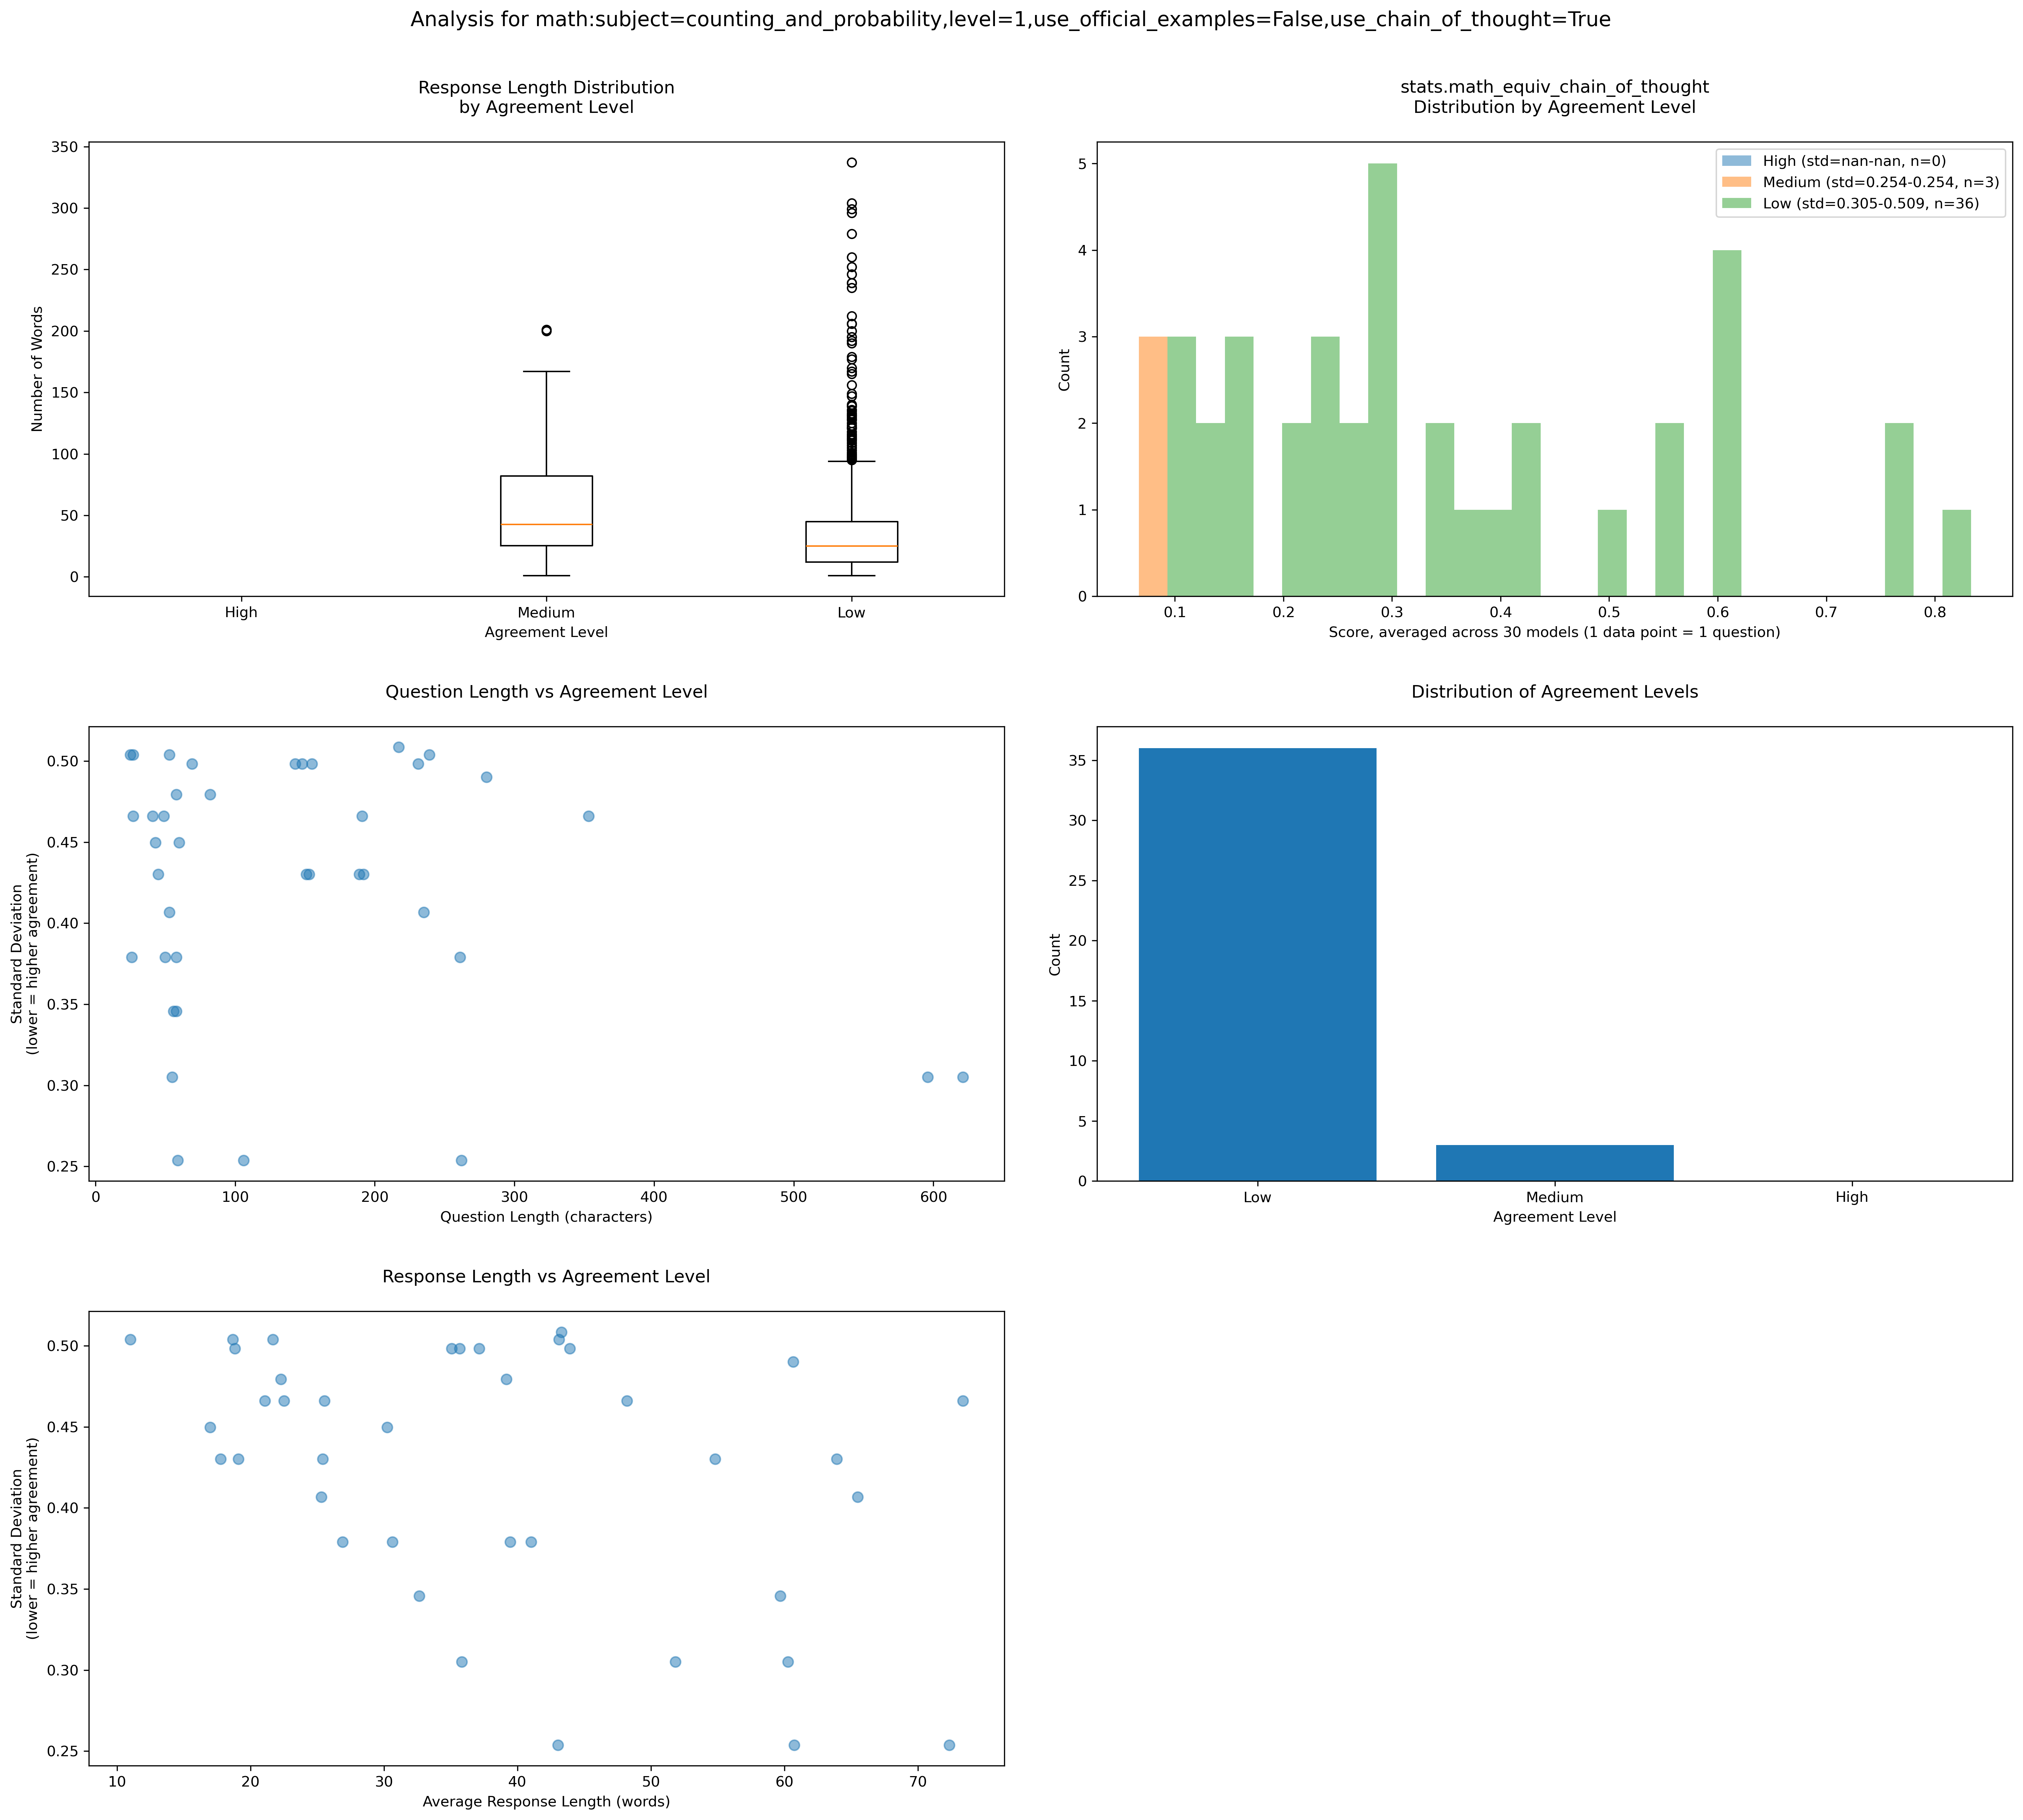 Analysis for math:subject=counting_and_probability,level=1,use_official_examples=False,use_chain_of_thought=True
Response Length Distribution
by Agreement Level
350
300
250
200
150
100
50
0
Number of Words
High
Medium
Low
Agreement Level
stats.math_equiv_chain_of_thought
Distribution by Agreement Level
High (std=nan-nan, n=0)
Medium (std=0.254-0.254, n=3)
Low (std=0.305-0.509, n=36)
5
4
3
2
1
0
Count
0.1
0.2
0.3
0.4
0.5
0.6
0.7
0.8
Score, averaged across 30 models (1 data point = 1 question)
Question Length vs Agreement Level
0.50
0.45
0.40
0.35
0.30
0.25
Standard Deviation
(lower = higher agreement)
0
100
200
300
400
500
600
Question Length (characters)
Distribution of Agreement Levels
35
30
25
20
15
10
5
0
Count
Low
Medium
High
Agreement Level
Response Length vs Agreement Level
0.50
0.45
0.40
0.35
0.30
0.25
Standard Deviation
(lower = higher agreement)
10
20
30
40
50
60
70
Average Response Length (words)